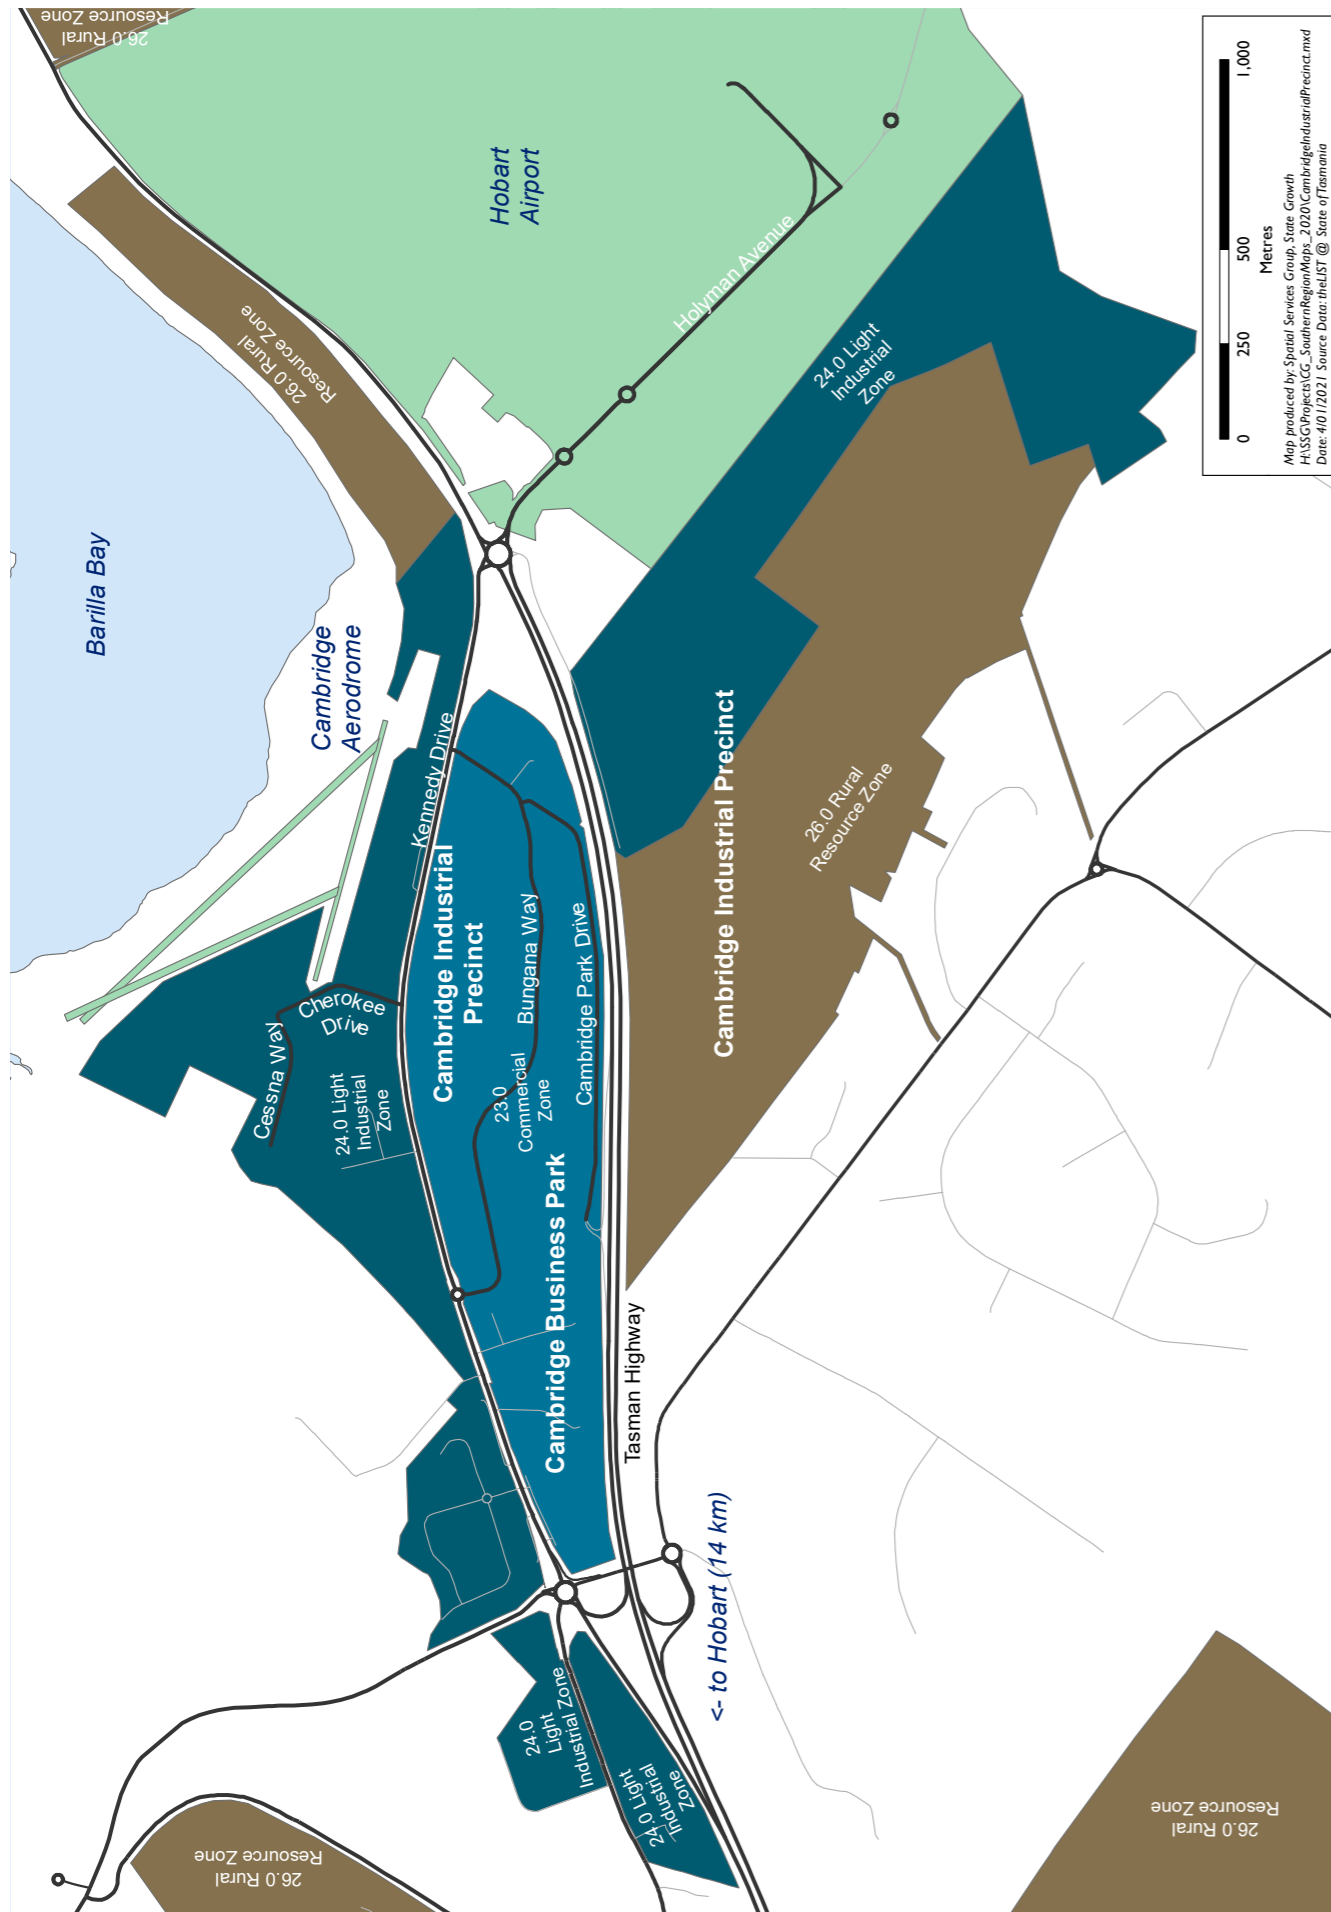 26.0 Rural
Resource Zone
Barilla Bay
Hobart
Airport
26.0 Rural
Resource Zone
Holyman Avenue
24.0 Light
Industrial
Zone
Cambridge
Aerodrome
Kennedy Drive
Cambridge Industrial
Precinct
Bungana Way
Cambridge Park Drive
Cambridge Industrial Precinct
26.0 Rural
Resource Zone
Cherokee
Drive
Cessna Way
24.0 Light
Industrial
Zone
23.0
Commercial
Zone
Cambridge Business Park
Tasman Highway
<- to Hobart (14 km)
24.0
Light
Industrial Zone
24.0 Light
Industrial
Zone
26.0 Rural
Resource Zone
26.0 Rural
Resource Zone
0 250 500 1,000
Metres
Map produced by: Spatial Services Group, State Growth
H:\SSG\Projects\CG_SouthernRegionMaps_2020\CambridgeIndustrialPrecinct.mxd
Date: 4/01/2021 Source Data: theLIST @ State of Tasmania